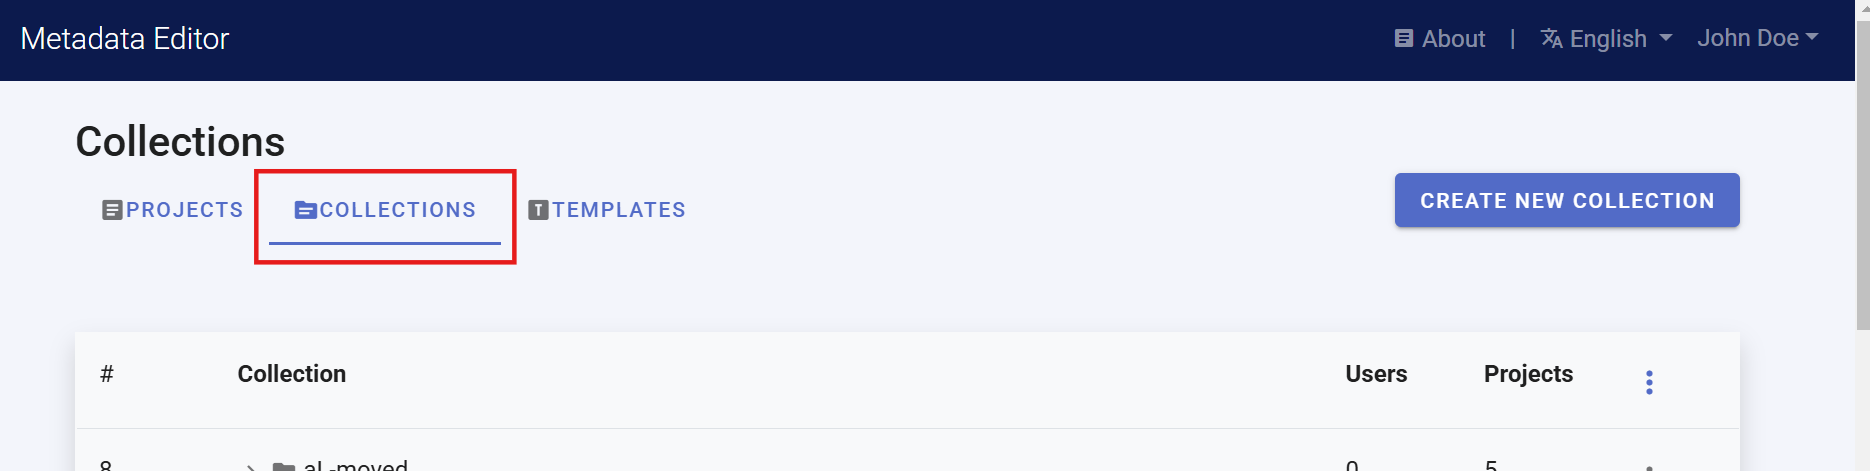 Metadata Editor
About | English John Doe
Collections
PROJECTS COLLECTIONS TEMPLATES
CREATE NEW COLLECTION
# Collection Users Projects
8 aL-moved 0 5